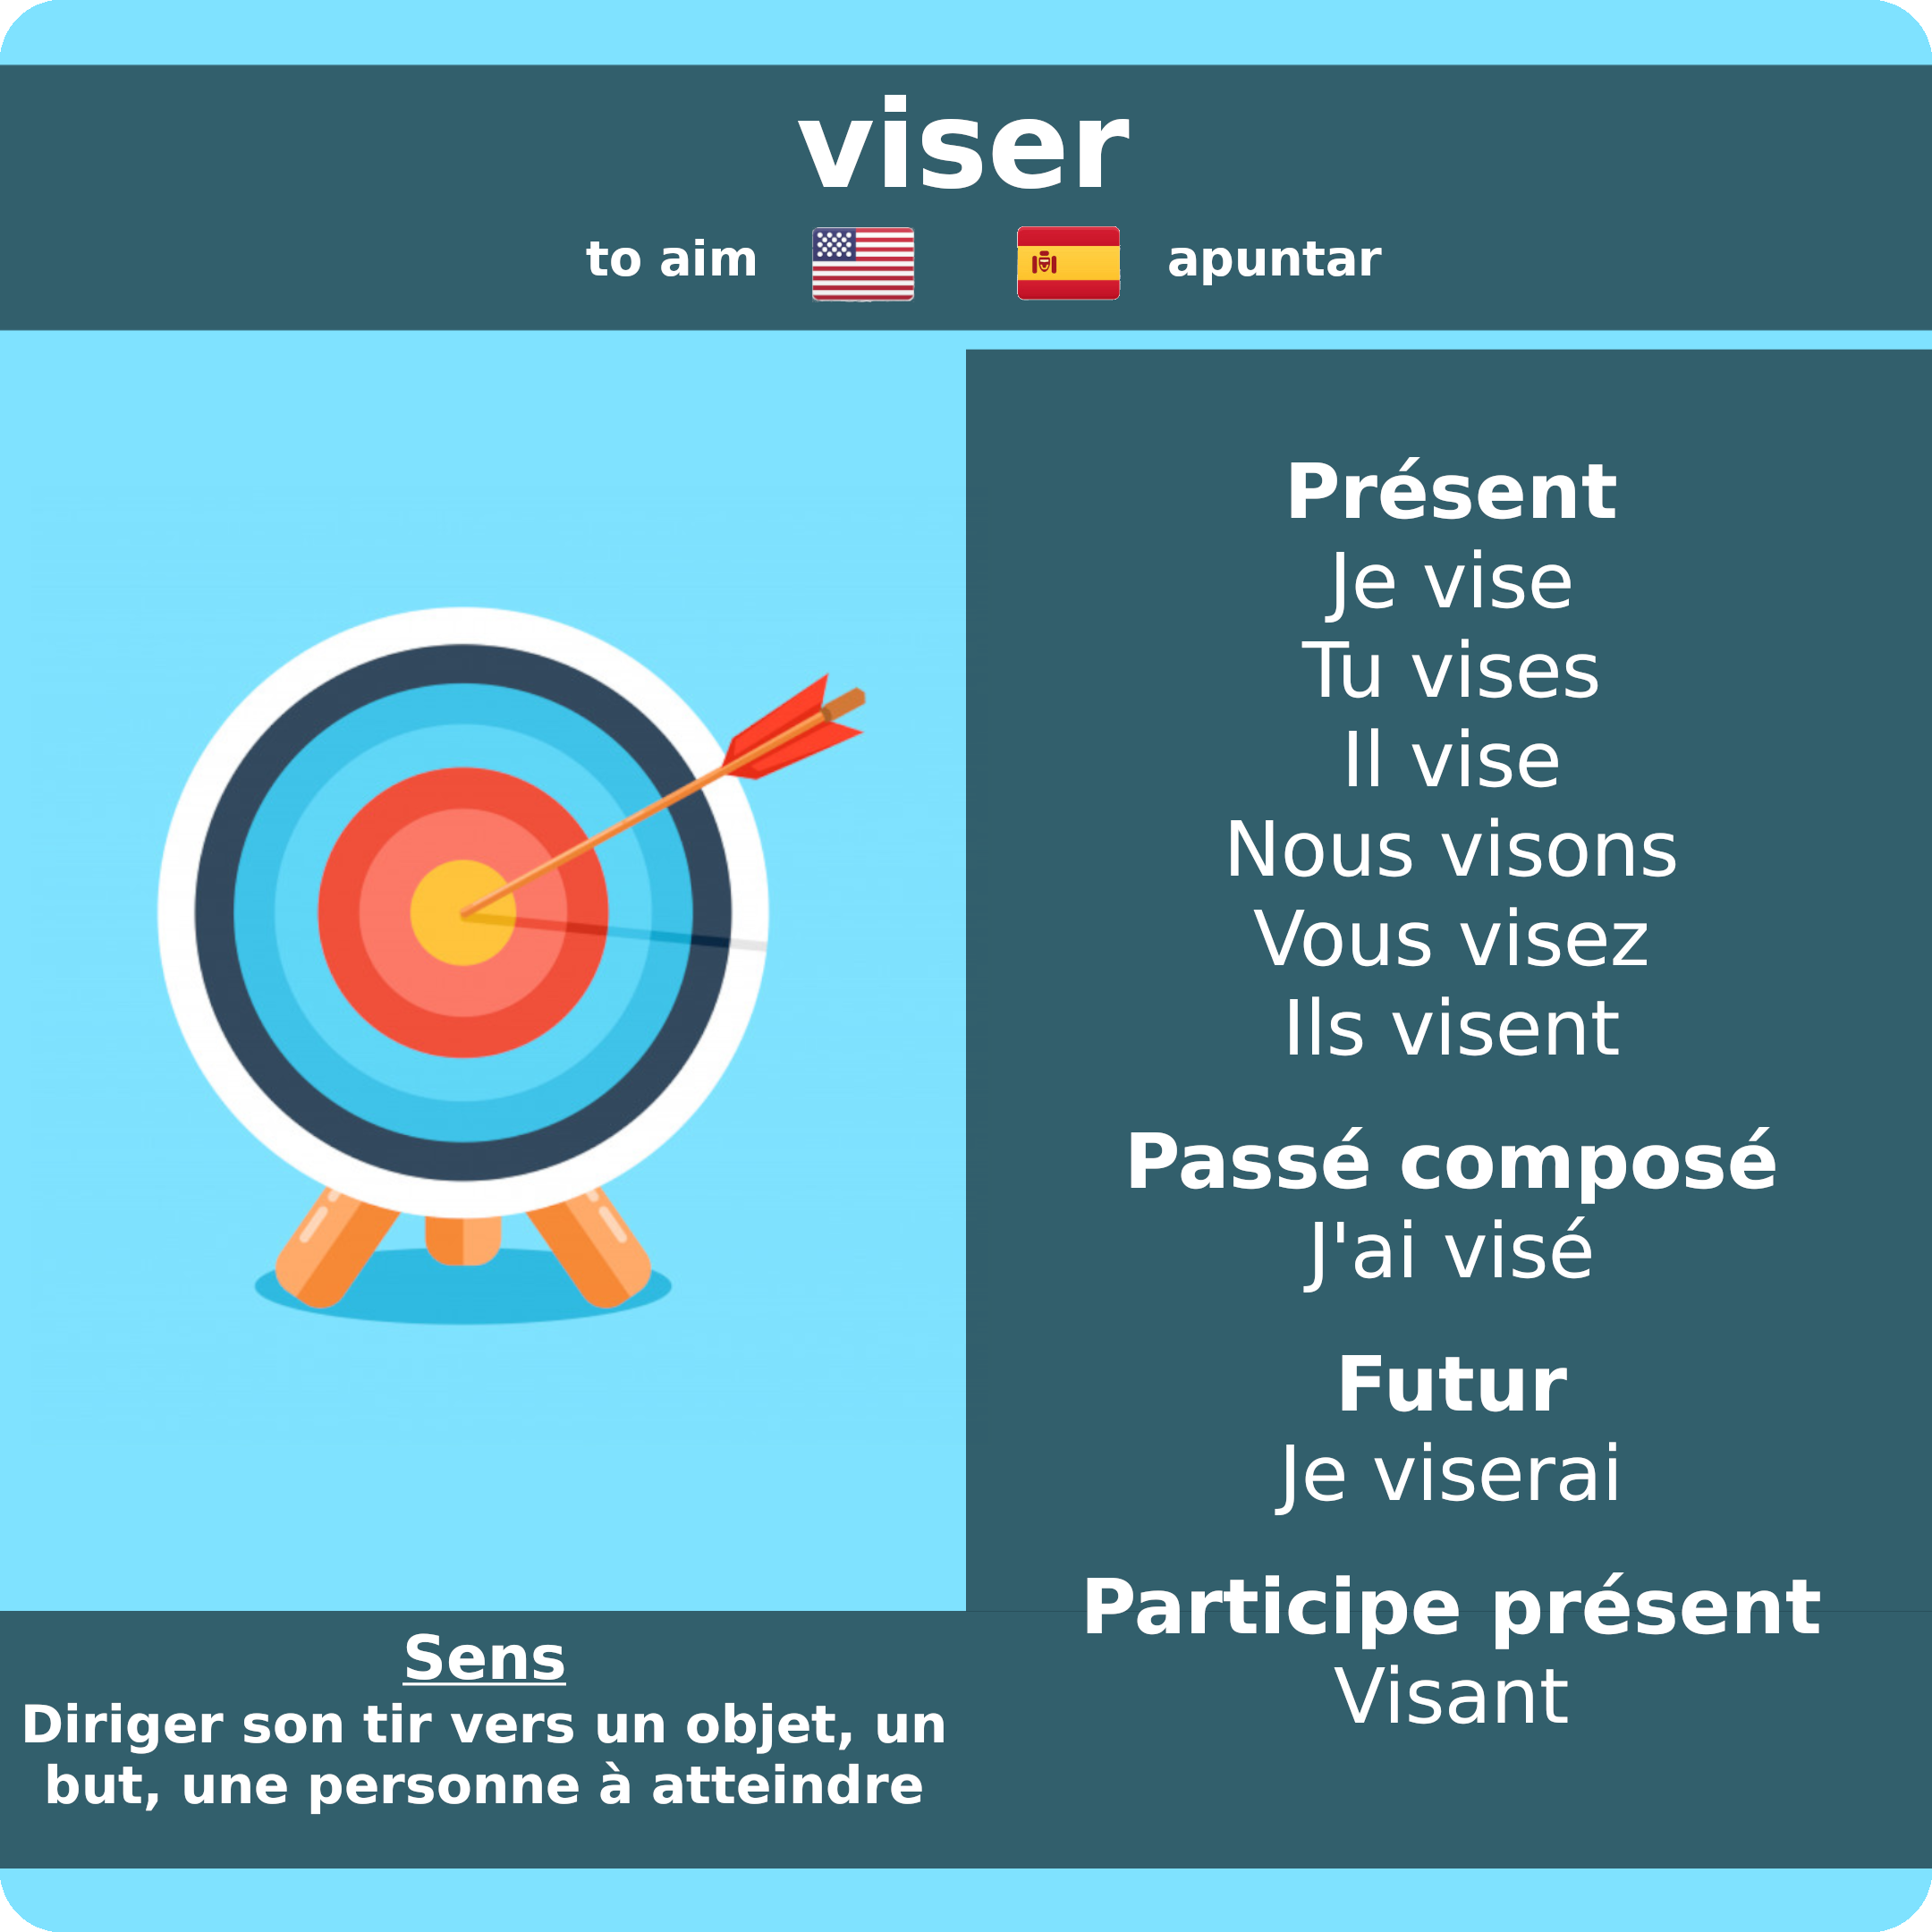 viser
to aim
apuntar
Présent
Je vise
Tu vises
Il vise
Nous visons
Vous visez
Ils visent
Passé composé
J'ai visé
Futur
Je viserai
Participe présent
Visant
Sens
Diriger son tir vers un objet, un
but, une personne à atteindre